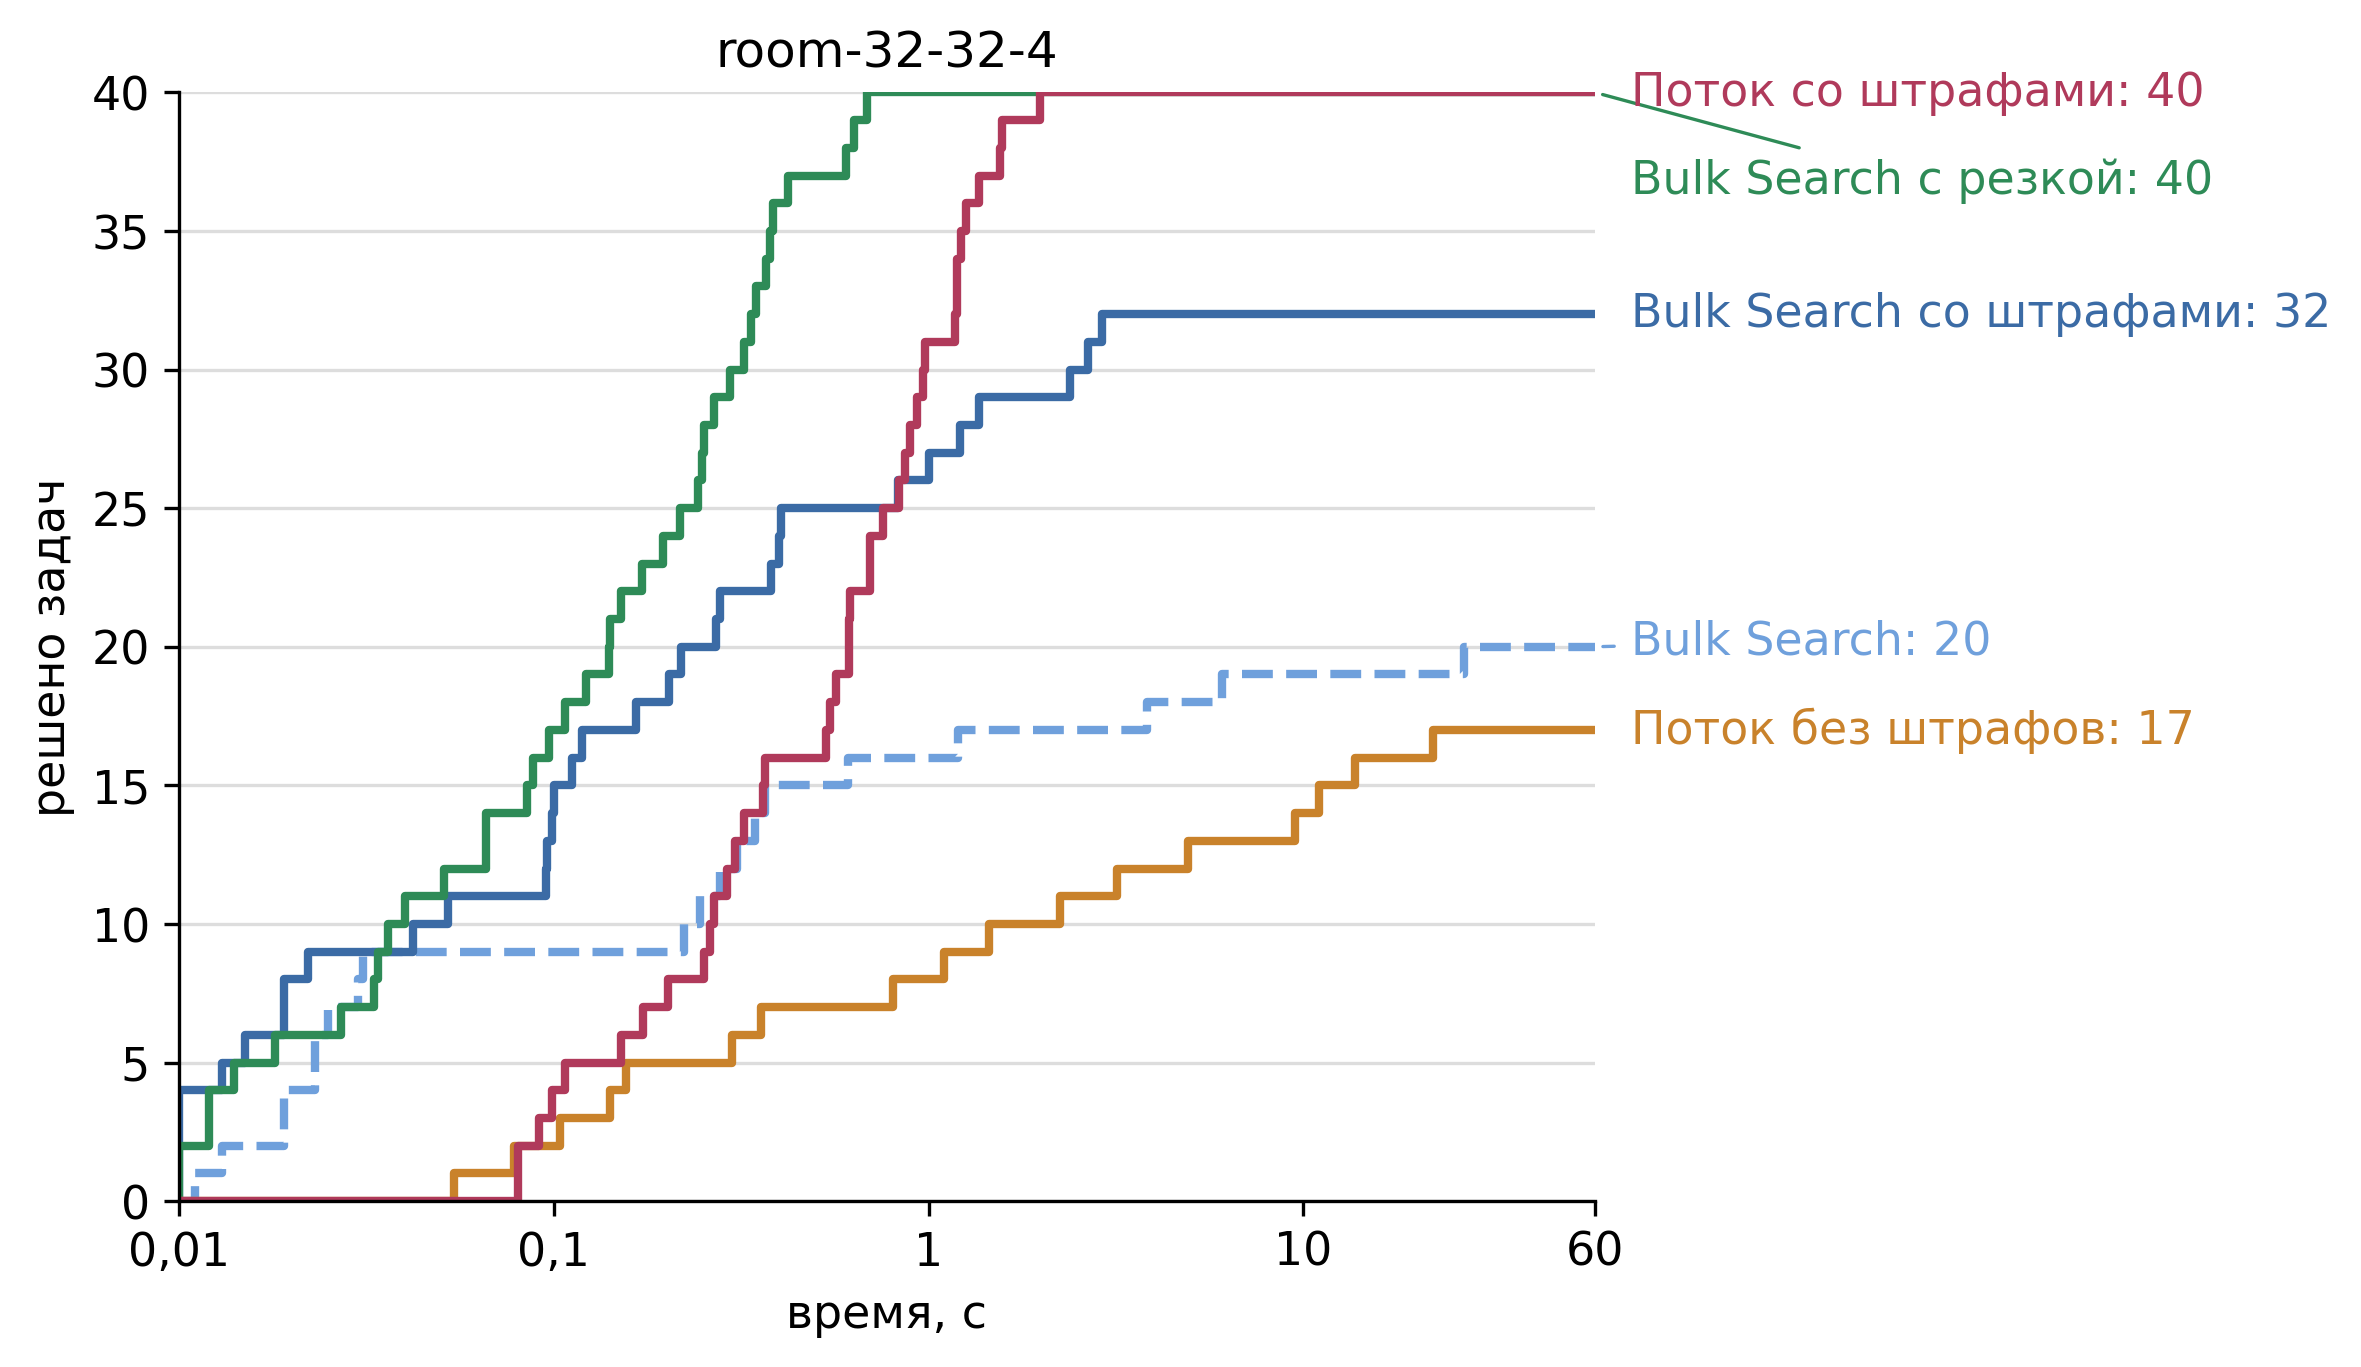 room-32-32-4
40
35
30
25
20
15
10
5
0
решено задач
0,01
0,1
1
10
60
время, с
Поток со штрафами: 40
Bulk Search с резкой: 40
Bulk Search со штрафами: 32
Bulk Search: 20
Поток без штрафов: 17